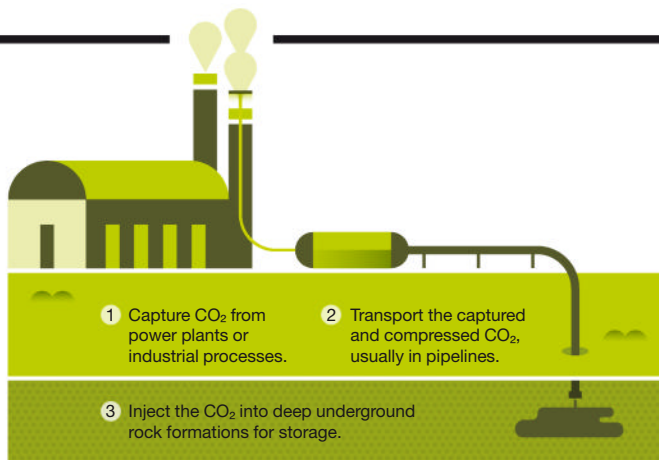 1 Capture CO₂ from
power plants or
industrial processes.
2 Transport the captured
and compressed CO₂,
usually in pipelines.
3 Inject the CO₂ into deep underground
rock formations for storage.